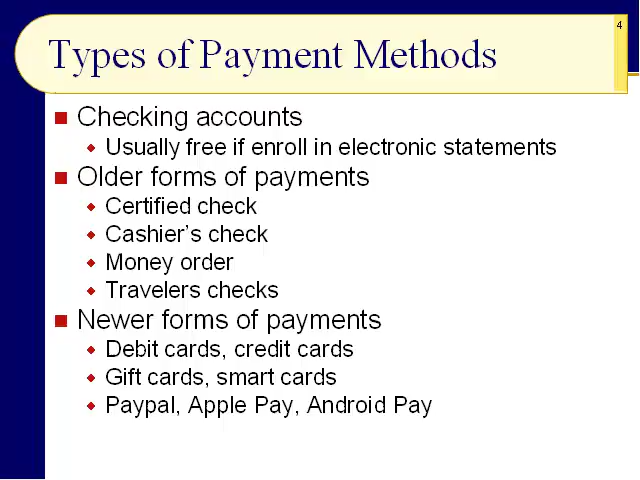 4
Types of Payment Methods
Checking accounts
Usually free if enroll in electronic statements
Older forms of payments
Certified check
Cashier's check
Money order
Travelers checks
Newer forms of payments
Debit cards, credit cards
Gift cards, smart cards
Paypal, Apple Pay, Android Pay